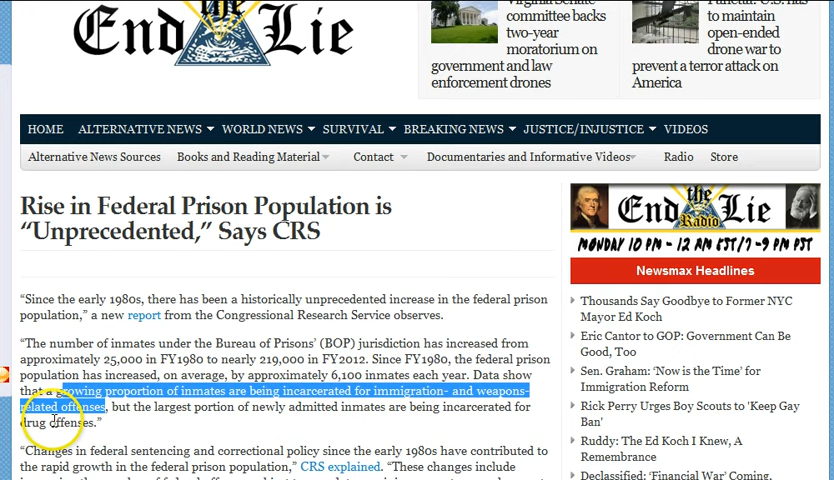 the
End Lie
Virginia Senate
committee backs
two-year
moratorium on
government and law
enforcement drones
Panetta: U.S. has
to maintain
open-ended
drone war to
prevent a terror attack on
America
HOME ALTERNATIVE NEWS WORLD NEWS SURVIVAL BREAKING NEWS JUSTICE/INJUSTICE VIDEOS
Alternative News Sources Books and Reading Material Contact Documentaries and Informative Videos Radio Store
Rise in Federal Prison Population is
“Unprecedented,” Says CRS
“Since the early 1980s, there has been a historically unprecedented increase in the federal prison
population,” a new report from the Congressional Research Service observes.
“The number of inmates under the Bureau of Prisons’ (BOP) jurisdiction has increased from
approximately 25,000 in FY1980 to nearly 219,000 in FY2012. Since FY1980, the federal prison
population has increased, on average, by approximately 6,100 inmates each year. Data show
that a growing proportion of inmates are being incarcerated for immigration- and weapons-
related offenses, but the largest portion of newly admitted inmates are being incarcerated for
drug offenses.”
“Changes in federal sentencing and correctional policy since the early 1980s have contributed to
the rapid growth in the federal prison population,” CRS explained. “These changes include
the
End Lie
Radio
MONDAY 10 PM - 12 AM EST/7 -9 PM PST
Newsmax Headlines
Thousands Say Goodbye to Former NYC
Mayor Ed Koch
Eric Cantor to GOP: Government Can Be
Good, Too
Sen. Graham: ‘Now is the Time’ for
Immigration Reform
Rick Perry Urges Boy Scouts to 'Keep Gay
Ban'
Ruddy: The Ed Koch I Knew, A
Remembrance
Declassified: ‘Financial War’ Coming,